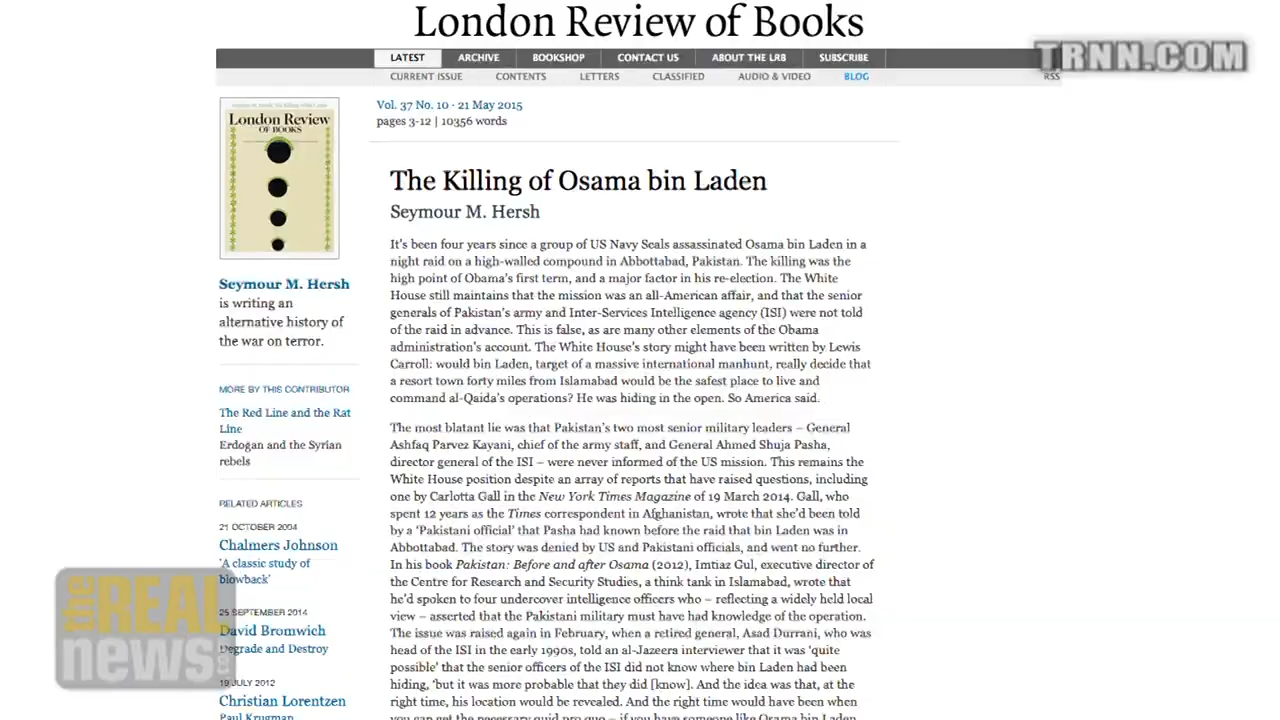 London Review of Books
TRNN.COM
LATEST ARCHIVE BOOKSHOP CONTACT US ABOUT THE LRB SUBSCRIBE
CURRENT ISSUE CONTENTS LETTERS CLASSIFIED AUDIO & VIDEO BLOG RSS
London Review
OF BOOKS
Seymour M. Hersh
is writing an
alternative history of
the war on terror.
MORE BY THIS CONTRIBUTOR
The Red Line and the Rat
Line
Erdoğan and the Syrian
rebels
RELATED ARTICLES
21 OCTOBER 2004
Chalmers Johnson
'A classic study of
blowback'
25 SEPTEMBER 2014
David Bromwich
Degrade and Destroy
19 JULY 2012
Christian Lorentzen
Paul Krugman
Vol. 37 No. 10 · 21 May 2015
pages 3-12 | 10356 words
The Killing of Osama bin Laden
Seymour M. Hersh
It's been four years since a group of US Navy Seals assassinated Osama bin Laden in a
night raid on a high-walled compound in Abbottabad, Pakistan. The killing was the
high point of Obama's first term, and a major factor in his re-election. The White
House still maintains that the mission was an all-American affair, and that the senior
generals of Pakistan's army and Inter-Services Intelligence agency (ISI) were not told
of the raid in advance. This is false, as are many other elements of the Obama
administration's account. The White House's story might have been written by Lewis
Carroll: would bin Laden, target of a massive international manhunt, really decide that
a resort town forty miles from Islamabad would be the safest place to live and
command al-Qaida's operations? He was hiding in the open. So America said.
The most blatant lie was that Pakistan's two most senior military leaders – General
Ashfaq Parvez Kayani, chief of the army staff, and General Ahmed Shuja Pasha,
director general of the ISI – were never informed of the US mission. This remains the
White House position despite an array of reports that have raised questions, including
one by Carlotta Gall in the New York Times Magazine of 19 March 2014. Gall, who
spent 12 years as the Times correspondent in Afghanistan, wrote that she'd been told
by a 'Pakistani official' that Pasha had known before the raid that bin Laden was in
Abbottabad. The story was denied by US and Pakistani officials, and went no further.
In his book Pakistan: Before and after Osama (2012), Imtiaz Gul, executive director of
the Centre for Research and Security Studies, a think tank in Islamabad, wrote that
he'd spoken to four undercover intelligence officers who – reflecting a widely held local
view – asserted that the Pakistani military must have had knowledge of the operation.
The issue was raised again in February, when a retired general, Asad Durrani, who was
head of the ISI in the early 1990s, told an al-Jazeera interviewer that it was 'quite
possible' that the senior officers of the ISI did not know where bin Laden had been
hiding, 'but it was more probable that they did [know]. And the idea was that, at the
right time, his location would be revealed. And the right time would have been when
you can get the necessary quid pro quo – if you have someone like Osama bin Laden
the REAL
news.com